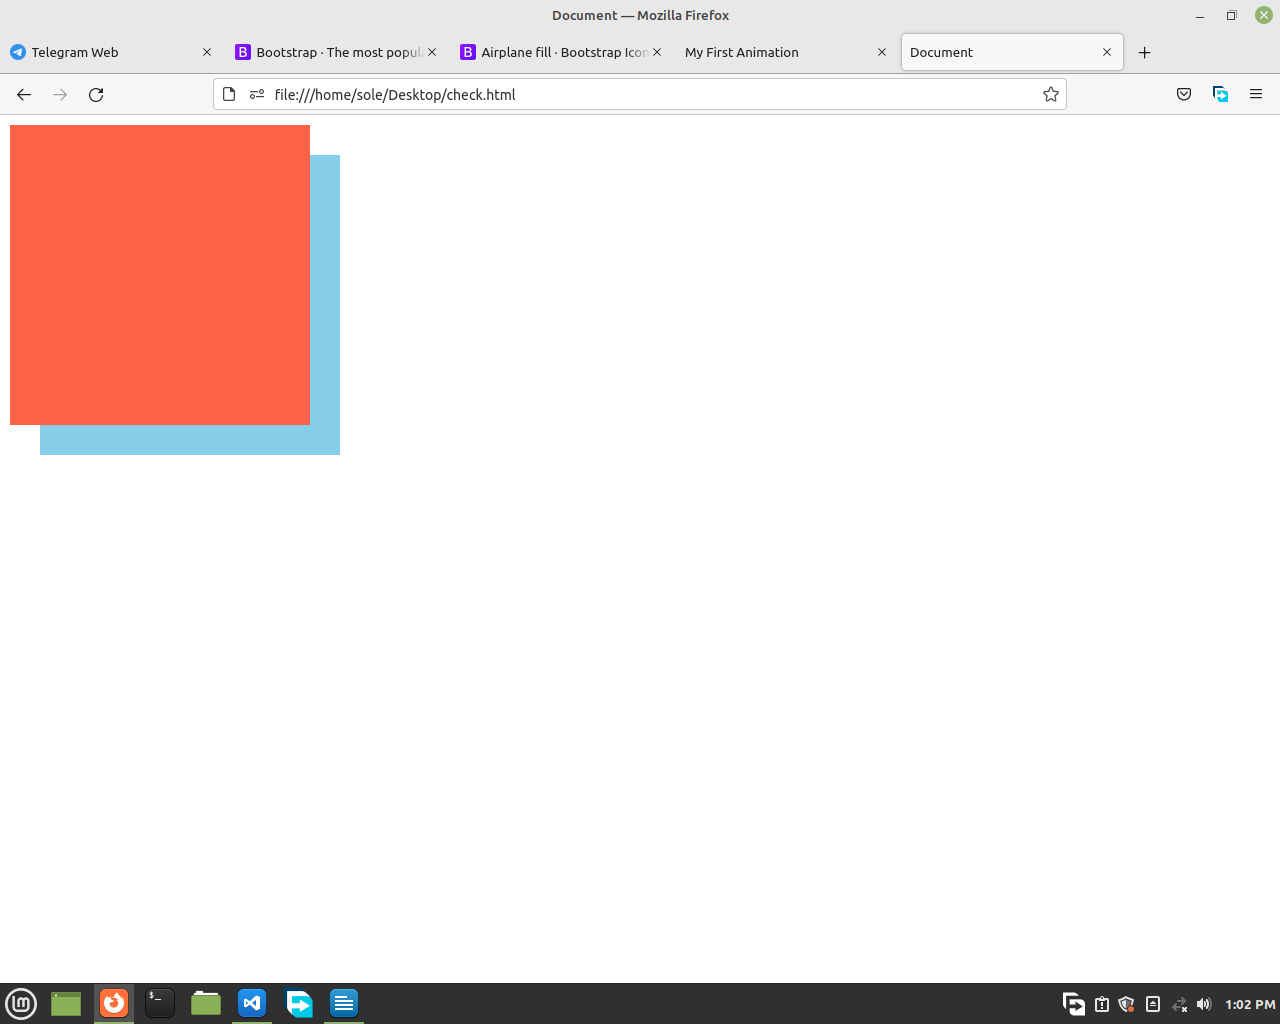 Document — Mozilla Firefox
Telegram Web
Bootstrap · The most popula
Airplane fill · Bootstrap Icon
My First Animation
Document
file:///home/sole/Desktop/check.html
1:02 PM